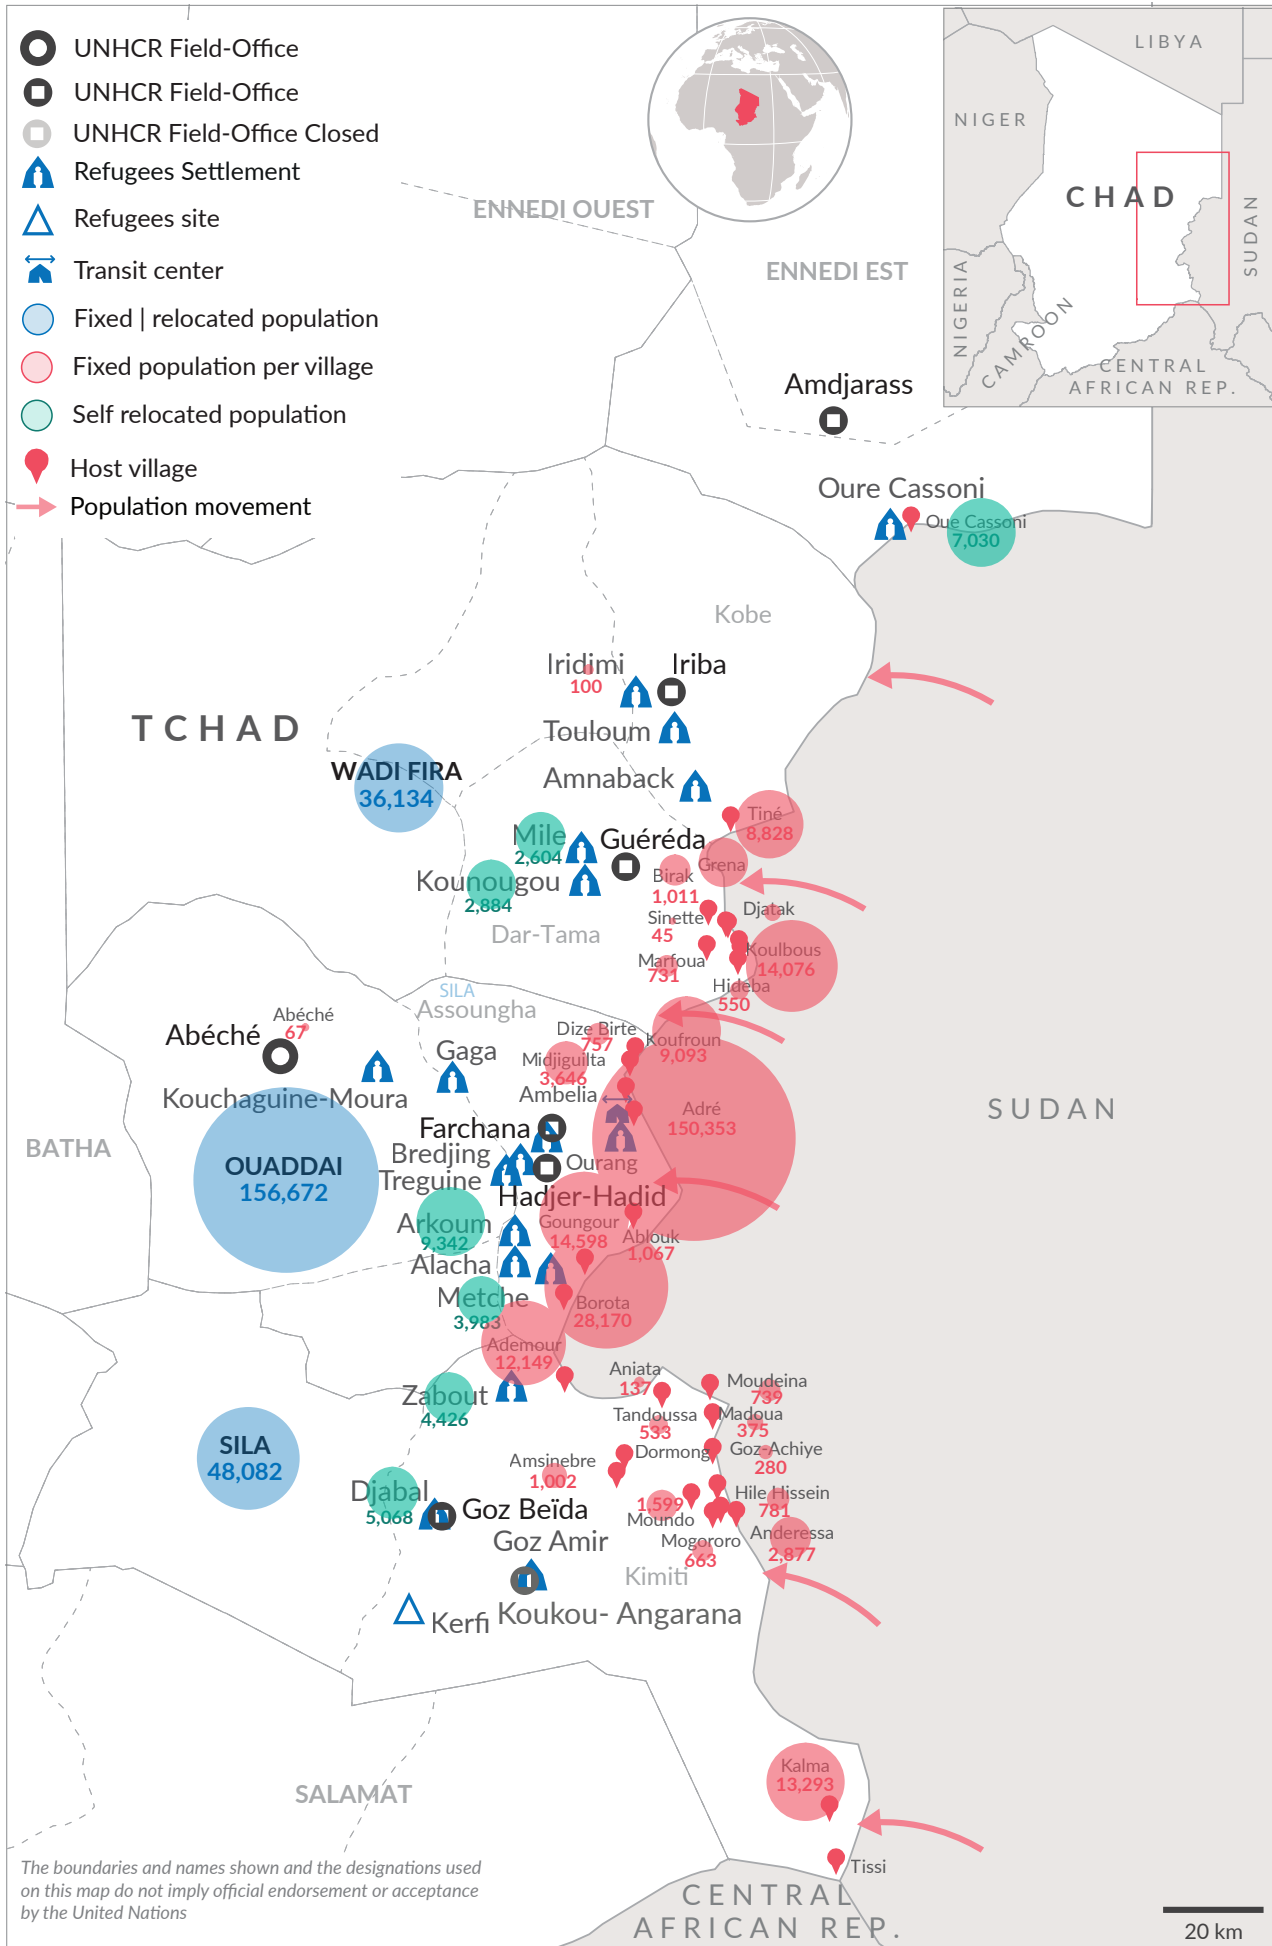 UNHCR Field-Office
UNHCR Field-Office
UNHCR Field-Office Closed
Refugees Settlement
Refugees site
Transit center
Fixed | relocated population
Fixed population per village
Self relocated population
Host village
Population movement
LIBYA
NIGER
CHAD
SUDAN
NIGERIA
CAMROON
CENTRAL
AFRICAN REP.
ENNEDI OUEST
ENNEDI EST
Amdjarass
Oure Cassoni
Oue Cassoni
7,030
Kobe
Iridimi
100
Iriba
TCHAD
Touloum
WADI FIRA
36,134
Amnaback
Tiné
8,828
Mile
2,604
Guéréda
Grena
Kounougou
2,884
Birak
1,011
Sinette
45
Djatak
Dar-Tama
Marfoua
731
Koulbous
14,076
Hideba
550
SILA
Assoungha
Abéché
67
Abéché
Dize Birte
757
Koufroun
9,093
Gaga
Midjiguilta
3,646
Kouchaguine-Moura
Ambelia
Adré
150,353
SUDAN
BATHA
Farchana
OUADDAI
156,672
Bredjing
Ourang
Treguine
Hadjer-Hadid
Arkoum
9,342
Goungour
14,598
Ablouk
1,067
Alacha
Metche
3,983
Borota
28,170
Ademour
12,149
Aniata
137
Moudeina
739
Zabout
4,426
Tandoussa
533
Madoua
375
SILA
48,082
Dormong
Goz-Achiye
280
Amsinebre
1,002
Djabal
5,068
Goz Beïda
1,599
Moundo
Hile Hissein
781
Goz Amir
Mogororo
663
Anderessa
2,877
Kimiti
Kerfi
Koukou- Angarana
Kalma
13,293
SALAMAT
Tissi
The boundaries and names shown and the designations used
on this map do not imply official endorsement or acceptance
by the United Nations
CENTRAL
AFRICAN REP.
20 km